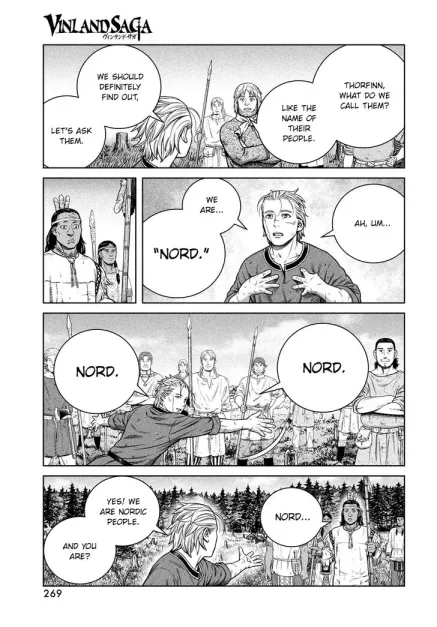 VINLAND SAGA
ヴィンランド・サガ
THORFINN,
WHAT DO WE
CALL THEM?
LIKE THE
NAME OF
THEIR
PEOPLE.
WE SHOULD
DEFINITELY
FIND OUT,
LET'S ASK
THEM.
AH, UM...
WE
ARE...
"NORD."
NORD.
NORD.
NORD...
YES! WE
ARE NORDIC
PEOPLE.
AND YOU
ARE?
269